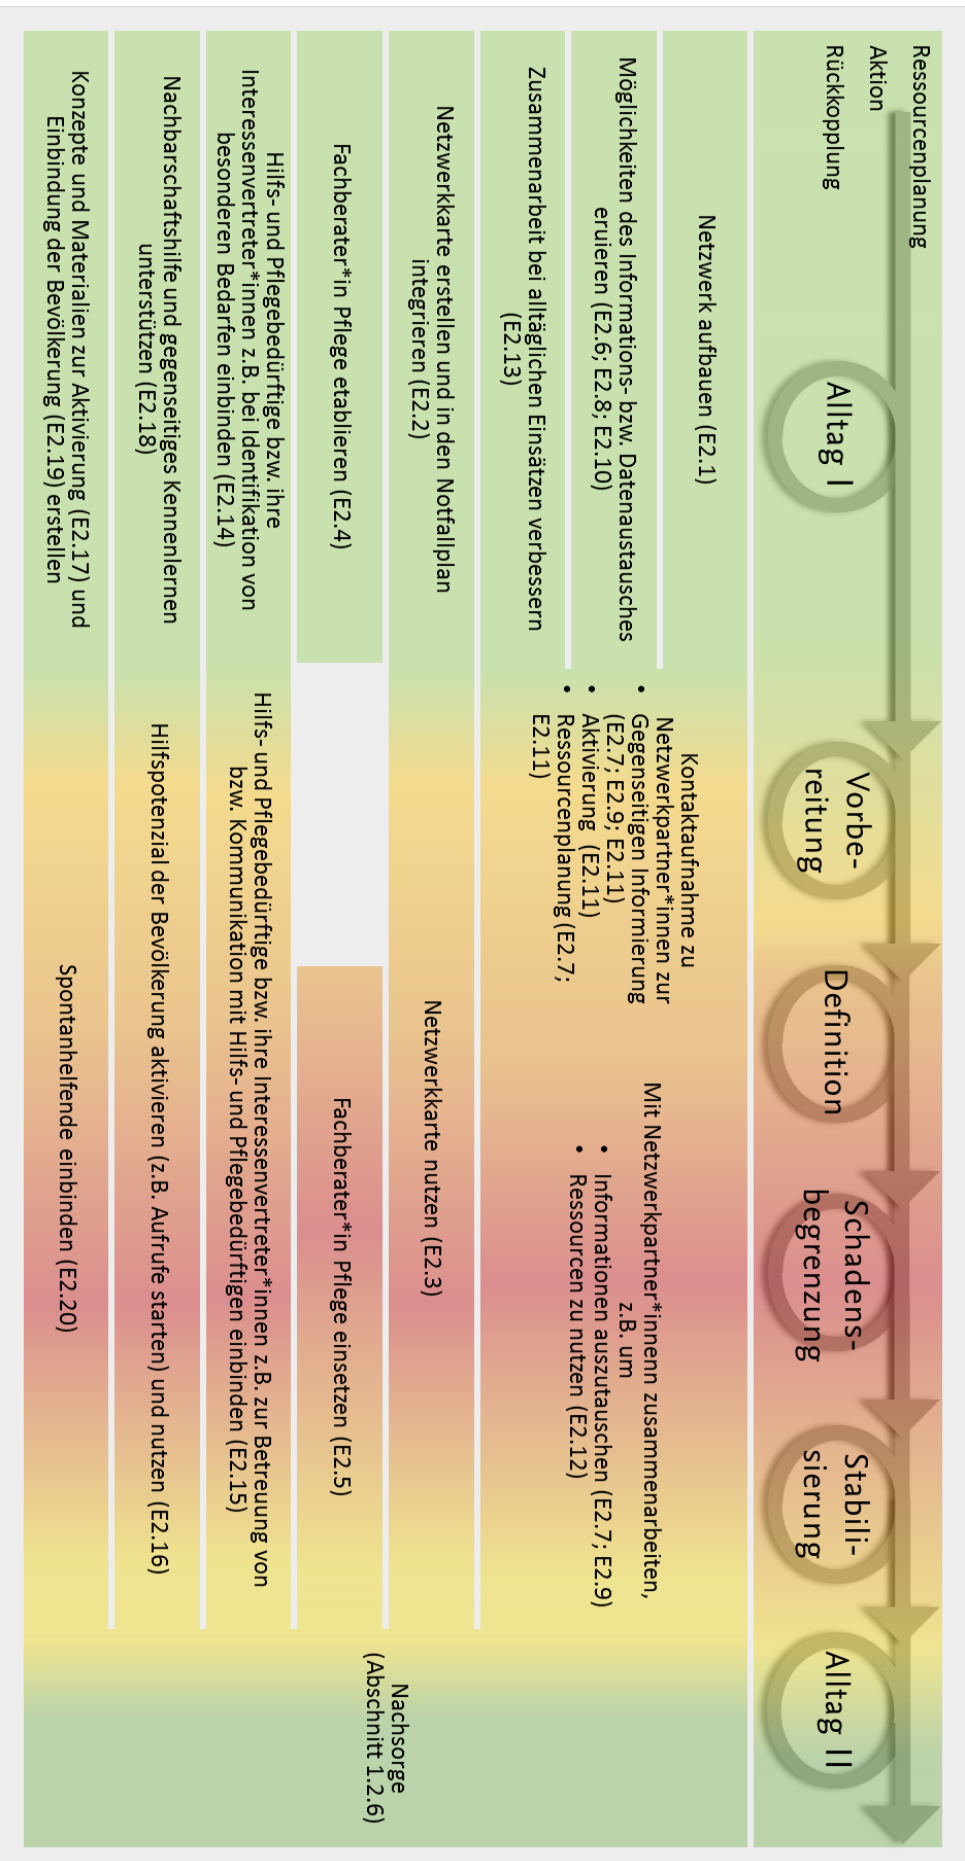 Ressourcenplanung
Aktion
Rückkopplung
Alltag I
Vorbe-
reitung
Definition
Schadens-
begrenzung
Stabili-
sierung
Alltag II
Netzwerk aufbauen (E2.1)
Möglichkeiten des Informations- bzw. Datenaustausches
eruieren (E2.6; E2.8; E2.10)
Zusammenarbeit bei alltäglichen Einsätzen verbessern
(E2.13)
Kontaktaufnahme zu
Netzwerkpartner*innen zur
• Gegenseitigen Informierung
(E2.7; E2.9; E2.11)
• Aktivierung (E2.11)
• Ressourcenplanung (E2.7;
E2.11)
Mit Netzwerkpartner*innenn zusammenarbeiten,
z.B. um
• Informationen auszutauschen (E2.7; E2.9)
• Ressourcen zu nutzen (E2.12)
Netzwerkkarte erstellen und in den Notfallplan
integrieren (E2.2)
Netzwerkkarte nutzen (E2.3)
Fachberater*in Pflege etablieren (E2.4)
Fachberater*in Pflege einsetzen (E2.5)
Hilfs- und Pflegebedürftige bzw. ihre
Interessenvertreter*innen z.B. bei Identifikation von
besonderen Bedarfen einbinden (E2.14)
Hilfs- und Pflegebedürftige bzw. ihre Interessenvertreter*innen z.B. zur Betreuung von
bzw. Kommunikation mit Hilfs- und Pflegebedürftigen einbinden (E2.15)
Nachbarschaftshilfe und gegenseitiges Kennenlernen
unterstützen (E2.18)
Hilfspotenzial der Bevölkerung aktivieren (z.B. Aufrufe starten) und nutzen (E2.16)
Konzepte und Materialien zur Aktivierung (E2.17) und
Einbindung der Bevölkerung (E2.19) erstellen
Spontanhelfende einbinden (E2.20)
Nachsorge
(Abschnitt 1.2.6)